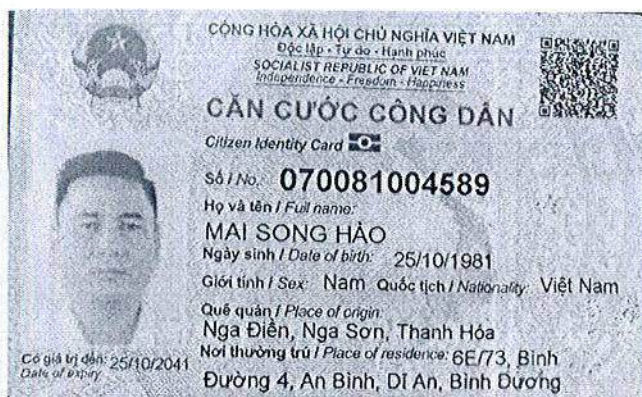 CỘNG HÒA XÃ HỘI CHỦ NGHĨA VIỆT NAM
Độc lập - Tự do - Hạnh phúc
SOCIALIST REPUBLIC OF VIET NAM
Independence - Freedom - Happiness
CĂN CƯỚC CÔNG DÂN
Citizen Identity Card
Số / No. 070081004589
Họ và tên / Full name:
MAI SONG HÀO
Ngày sinh / Date of birth: 25/10/1981
Giới tính / Sex: Nam Quốc tịch / Nationality: Việt Nam
Quê quán / Place of origin:
Nga Điền, Nga Sơn, Thanh Hóa
Nơi thường trú / Place of residence: 6E/73, Bình
Đường 4, An Bình, Dĩ An, Bình Dương
Có giá trị đến: 25/10/2041
Date of expiry